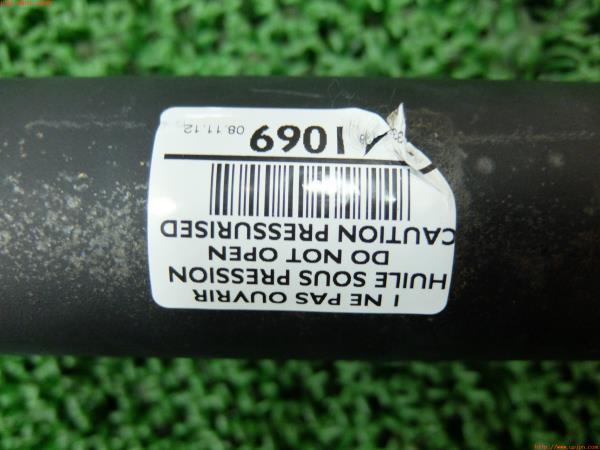 I NE PAS OUVRIR
HUILE SOUS PRESSION
DO NOT OPEN
CAUTION PRESSURISED
1069
08.11.12